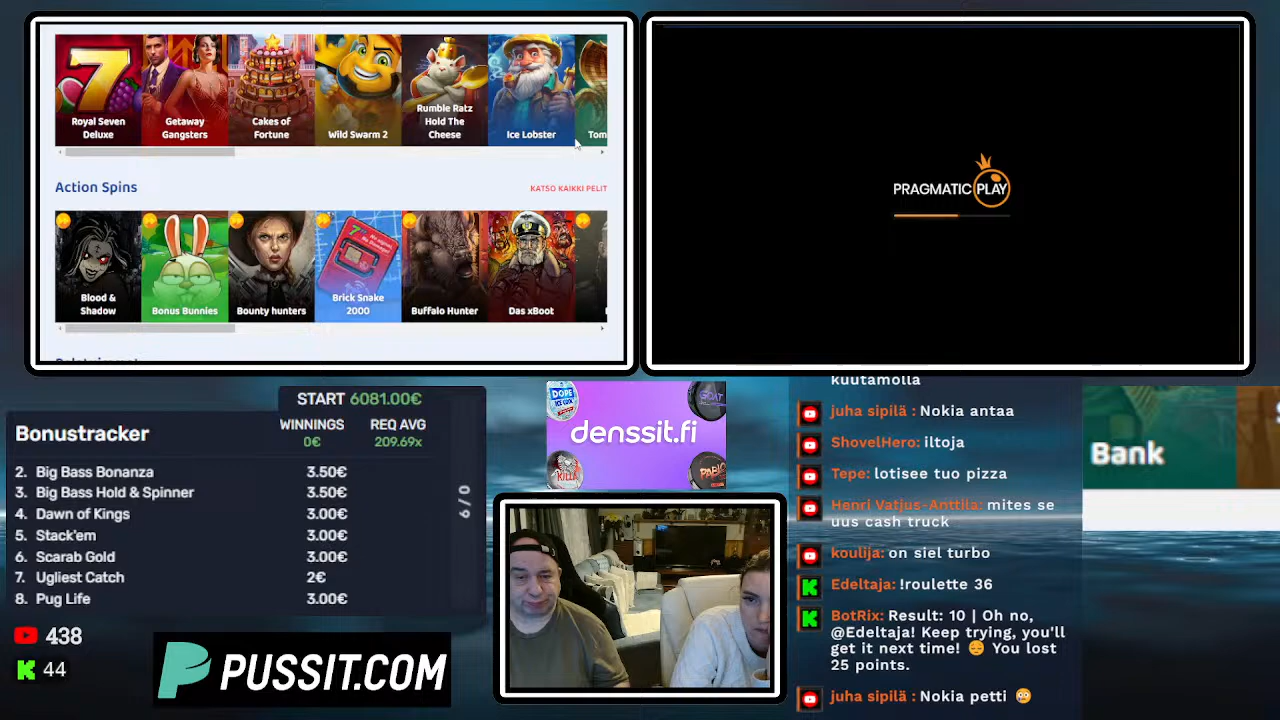 Royal Seven
Deluxe
Getaway
Gangsters
Cakes of
Fortune
Wild Swarm 2
Rumble Ratz
Hold The
Cheese
Ice Lobster
Tom
Action Spins
KATSO KAIKKI PELIT
Blood &
Shadow
Bonus Bunnies
Bounty hunters
Brick Snake
2000
Buffalo Hunter
Das xBoot
PRAGMATIC PLAY
START 6081.00€
Bonustracker
WINNINGS
0€
REQ AVG
209.69x
2. Big Bass Bonanza 3.50€
3. Big Bass Hold & Spinner 3.50€
4. Dawn of Kings 3.00€
5. Stack'em 3.00€
6. Scarab Gold 3.00€
7. Ugliest Catch 2€
8. Pug Life 3.00€
438
K 44
PUSSIT.COM
DOPE
GOAT
denssit.fi
KILLA
PABLO
kuutamolla
juha sipilä : Nokia antaa
ShovelHero: iltoja
Tepe: lotisee tuo pizza
Henri Vatjus-Anttila: mites se
uus cash truck
koulija: on siel turbo
Edeltaja: !roulette 36
BotRix: Result: 10 | Oh no,
@Edeltaja! Keep trying, you'll
get it next time! 😔 You lost
25 points.
juha sipilä : Nokia petti 😳
Bank